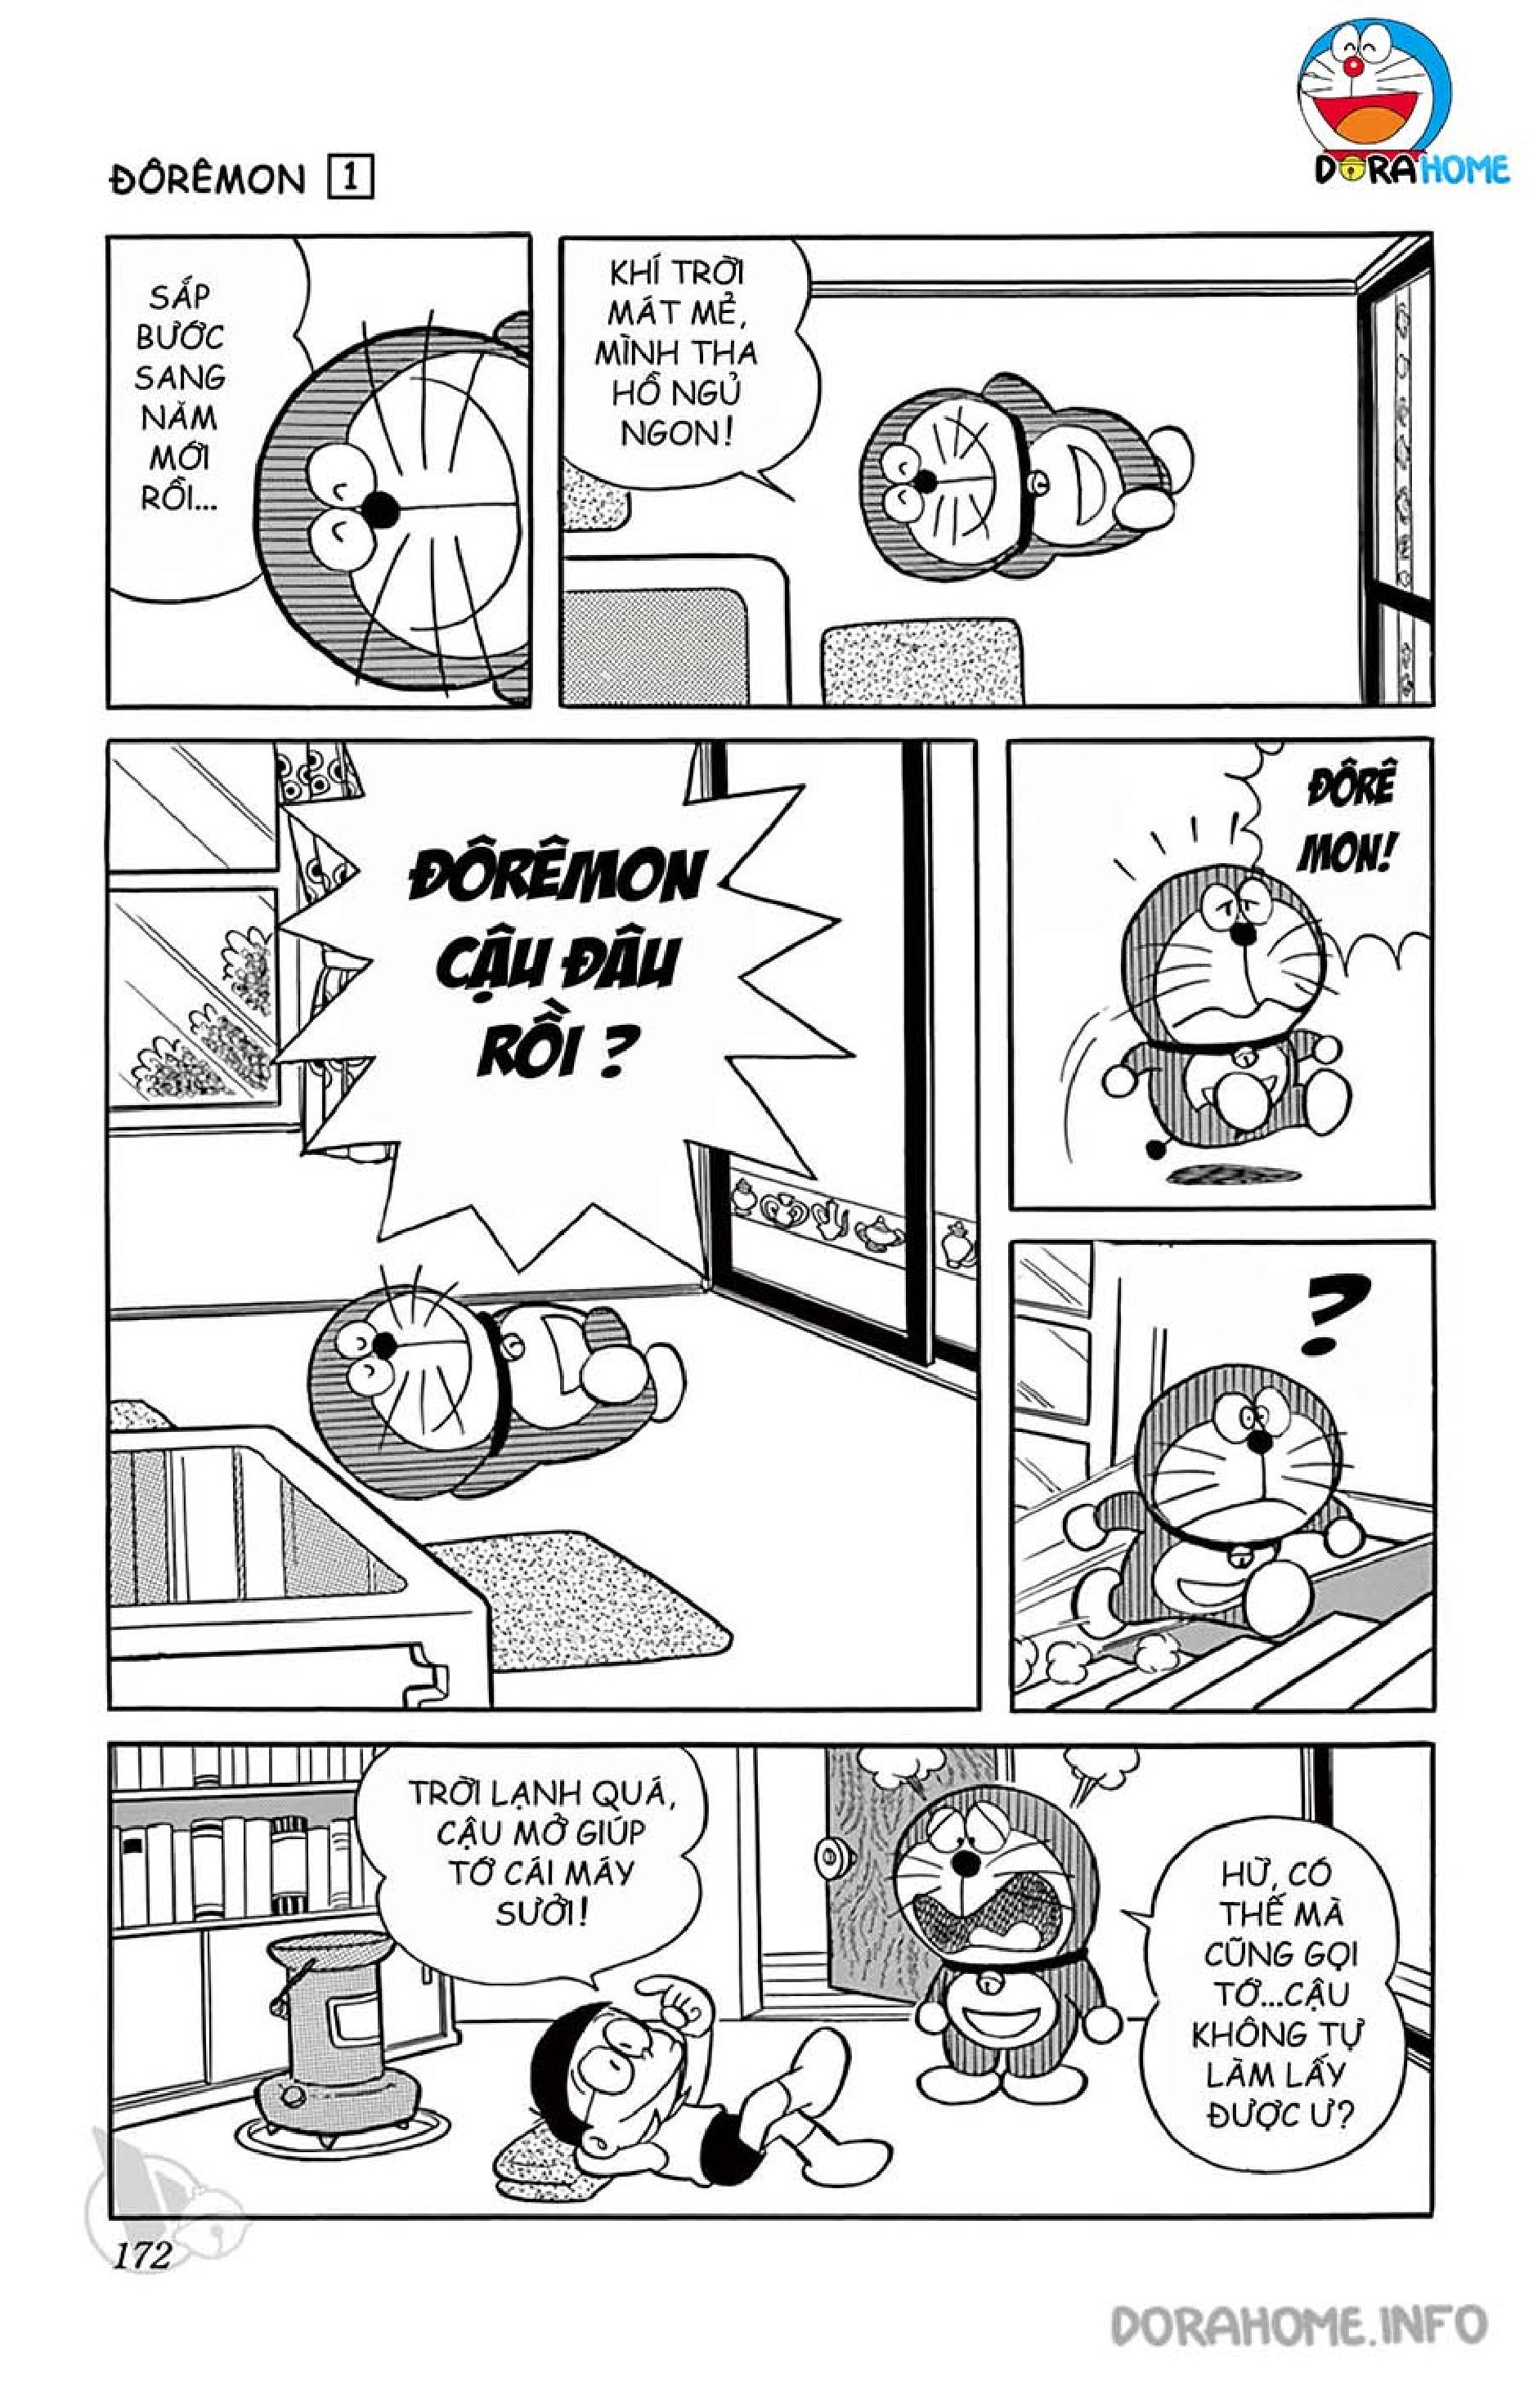 DORAHOME
ĐÔRÊMON 1
SẮP
BƯỚC
SANG
NĂM
MỚI
RỒI...
KHÍ TRỜI
MÁT MẺ,
MÌNH THA
HỒ NGỦ
NGON!
ĐÔRÊMON
CẬU ĐÂU
RỒI ?
ĐÔRÊ
MON!
?
TRỜI LẠNH QUÁ,
CẬU MỞ GIÚP
TỚ CÁI MÁY
SƯỞI!
HỪ, CÓ
THẾ MÀ
CŨNG GỌI
TỚ...CẬU
KHÔNG TỰ
LÀM LẤY
ĐƯỢC Ư?
172
DORAHOME.INFO